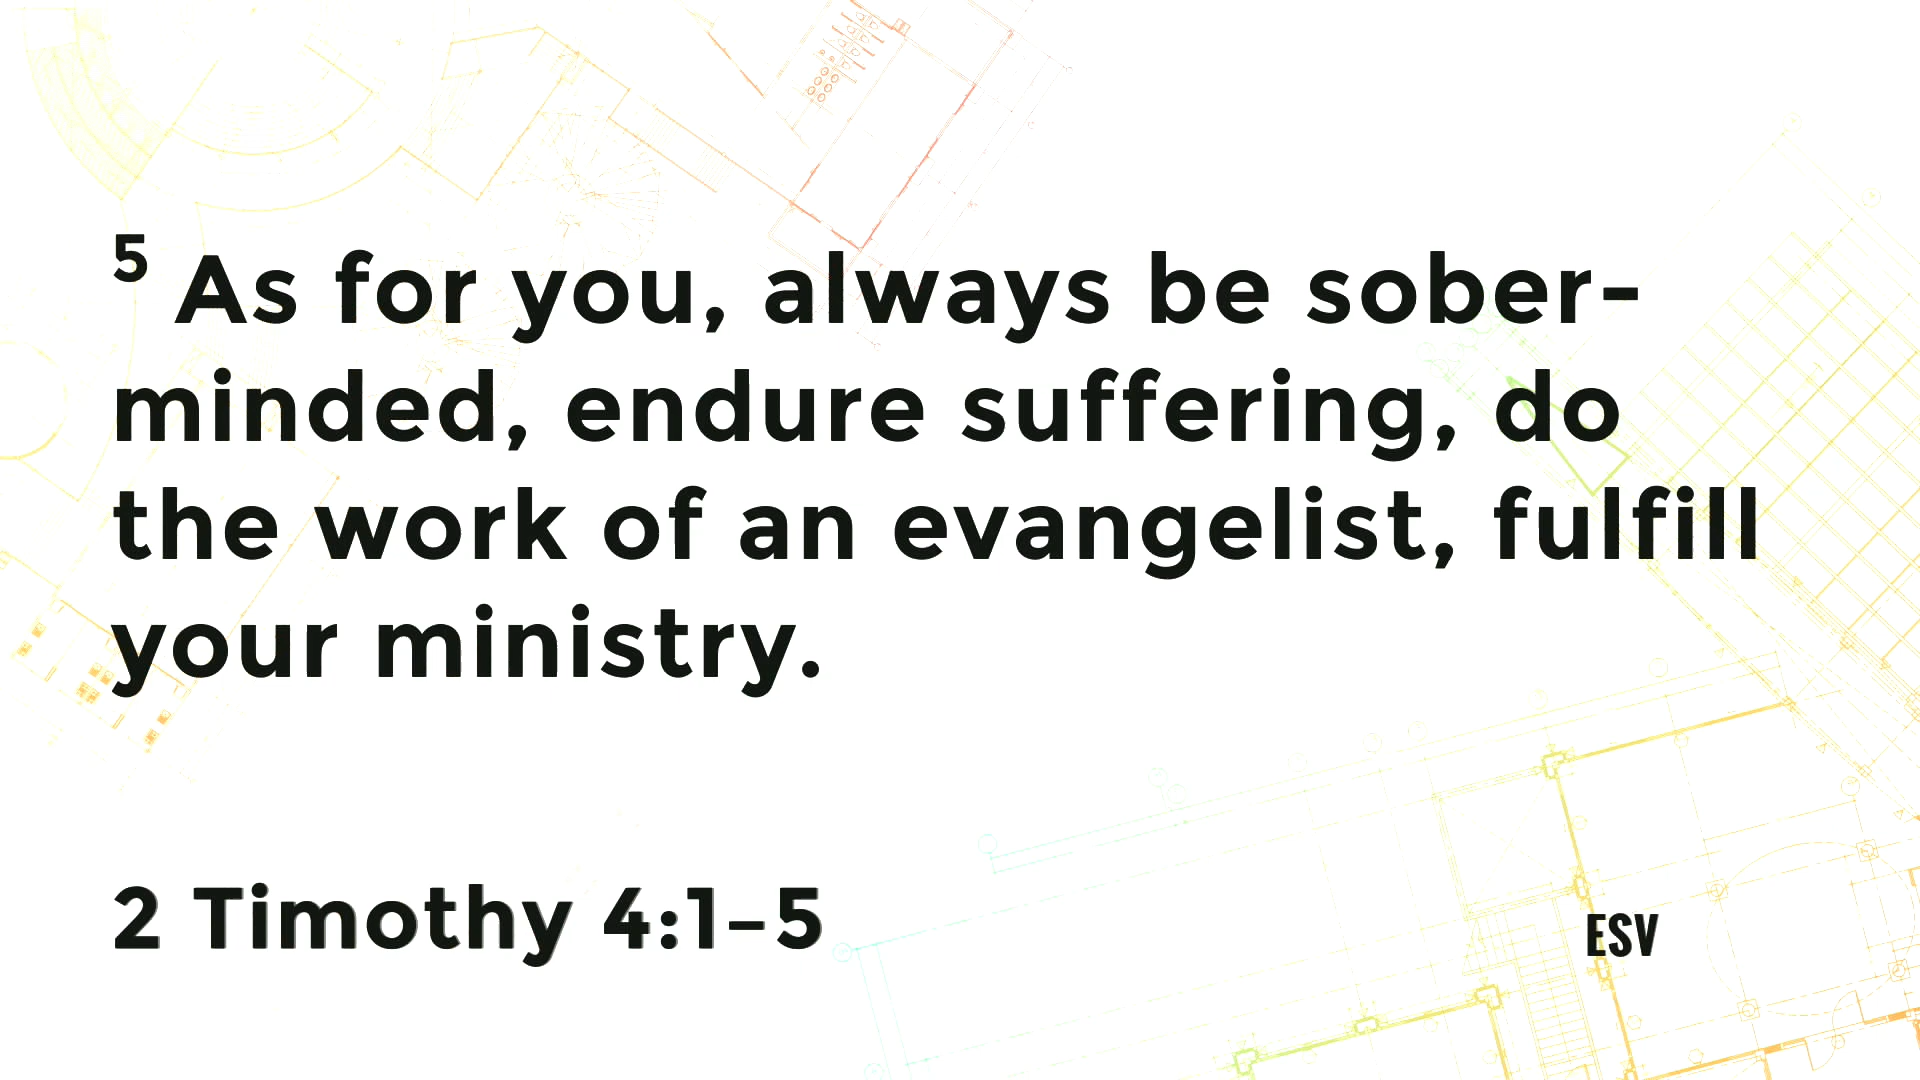 5 As for you, always be sober-
minded, endure suffering, do
the work of an evangelist, fulfill
your ministry.
2 Timothy 4:1–5
ESV